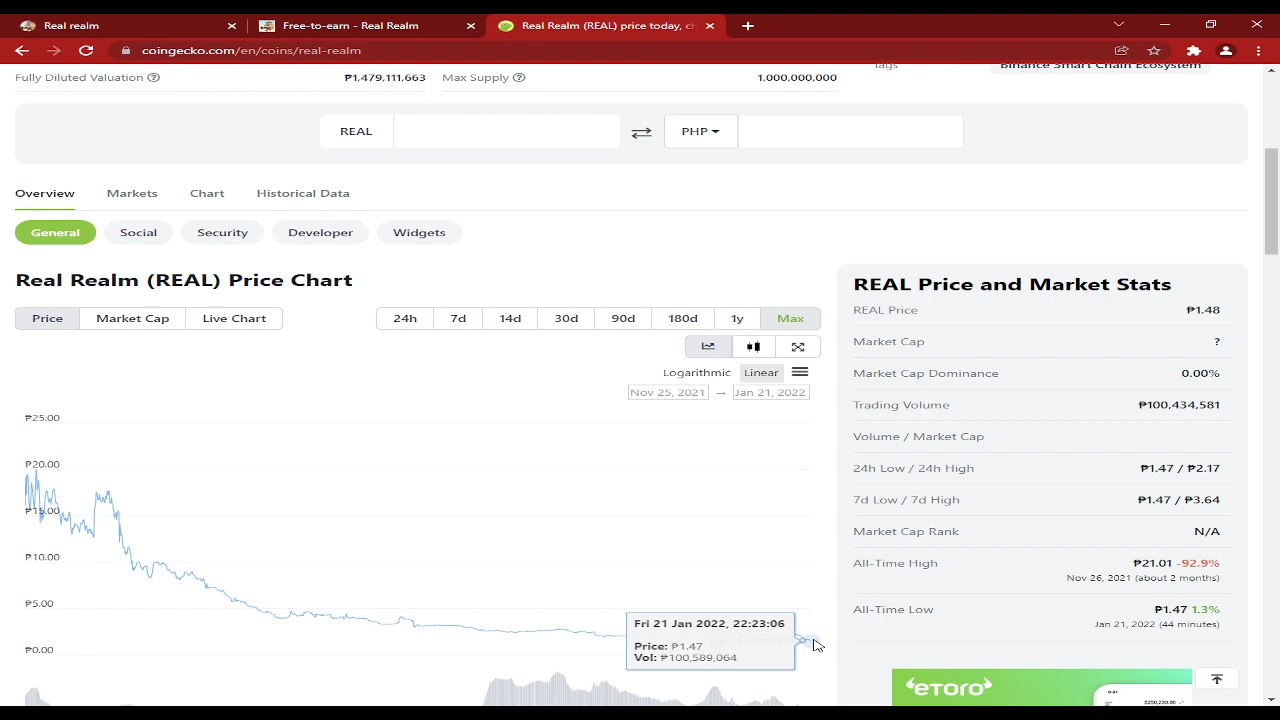 Real realm
Free-to-earn - Real Realm
Real Realm (REAL) price today, c
coingecko.com/en/coins/real-realm
Fully Diluted Valuation ₱1,479,111,663 Max Supply 1,000,000,000
Tags Binance Smart Chain Ecosystem
REAL PHP
Overview Markets Chart Historical Data
General Social Security Developer Widgets
Real Realm (REAL) Price Chart
Price Market Cap Live Chart
24h 7d 14d 30d 90d 180d 1y Max
Logarithmic Linear
Nov 25, 2021 → Jan 21, 2022
₱25.00
₱20.00
₱15.00
₱10.00
₱5.00
₱0.00
Fri 21 Jan 2022, 22:23:06
Price: ₱1.47
Vol: ₱100,589,064
REAL Price and Market Stats
REAL Price ₱1.48
Market Cap ?
Market Cap Dominance 0.00%
Trading Volume ₱100,434,581
Volume / Market Cap
24h Low / 24h High ₱1.47 / ₱2.17
7d Low / 7d High ₱1.47 / ₱3.64
Market Cap Rank N/A
All-Time High ₱21.01 -92.9%
Nov 26, 2021 (about 2 months)
All-Time Low ₱1.47 1.3%
Jan 21, 2022 (44 minutes)
eToro
9:41
$250,220.00